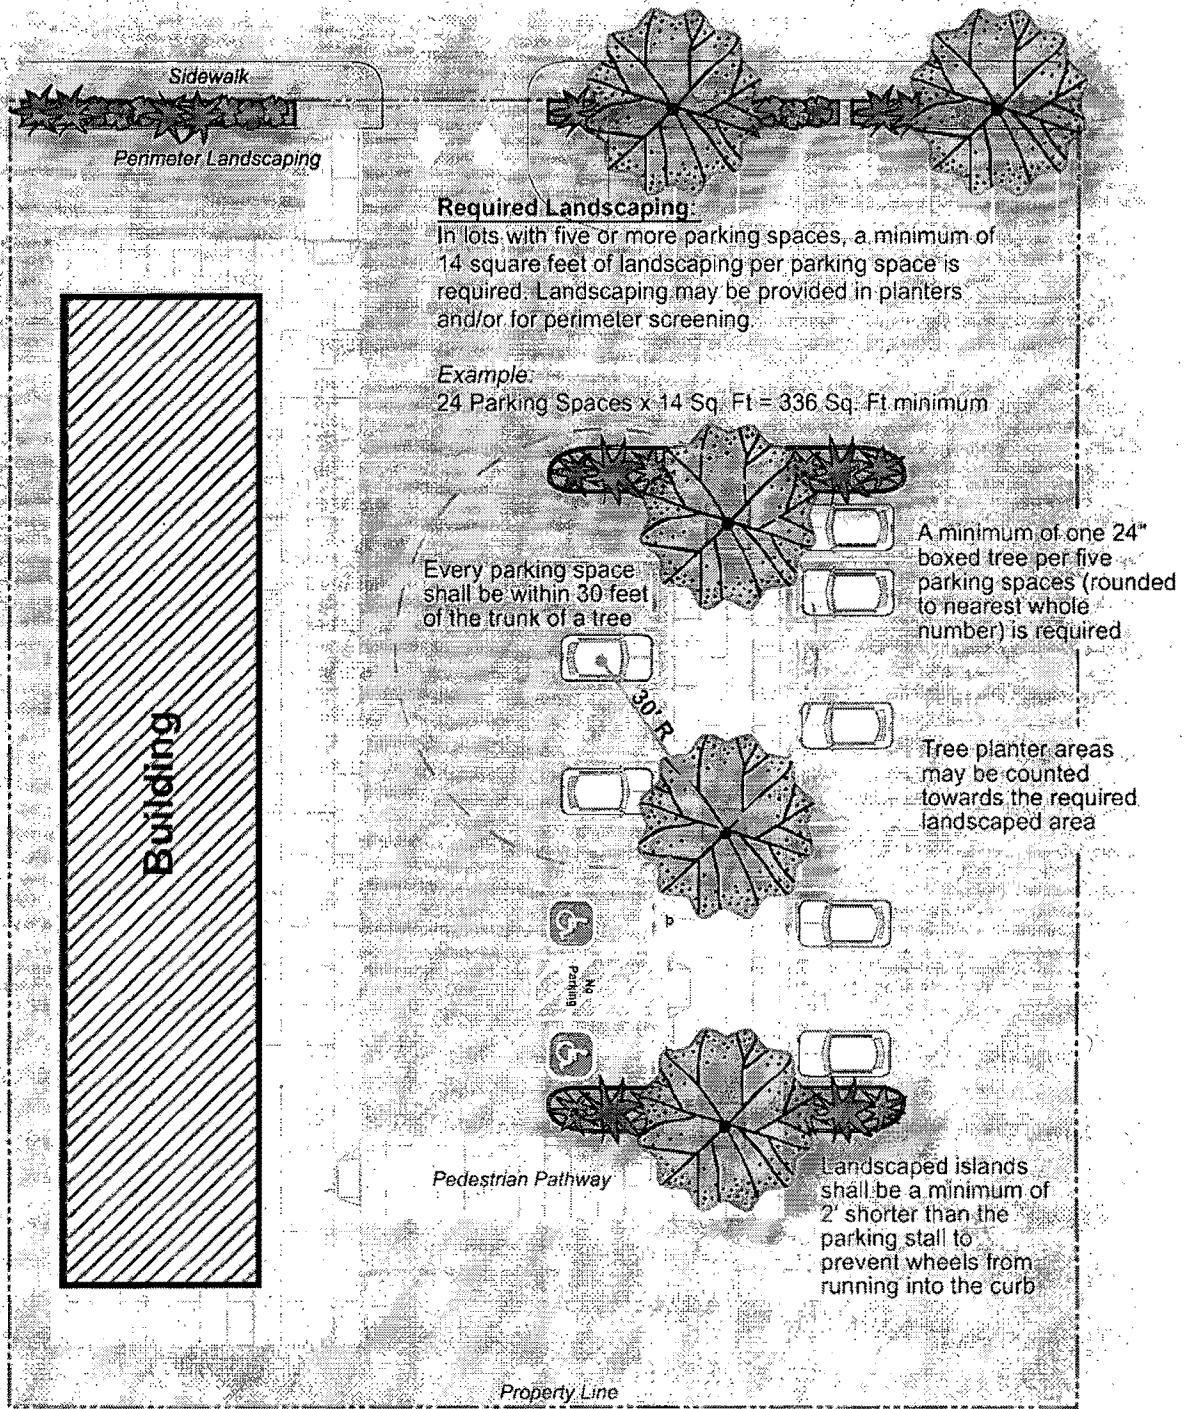 Sidewalk
Perimeter Landscaping
Required Landscaping:
In lots with five or more parking spaces, a minimum of
14 square feet of landscaping per parking space is
required. Landscaping may be provided in planters
and/or for perimeter screening.
Example:
24 Parking Spaces x 14 Sq. Ft = 336 Sq. Ft minimum
A minimum of one 24"
boxed tree per five
parking spaces (rounded
to nearest whole
number) is required
Every parking space
shall be within 30 feet
of the trunk of a tree
30' R
Tree planter areas
may be counted
towards the required
landscaped area
Building
No
Parking
Pedestrian Pathway
Landscaped islands
shall be a minimum of
2' shorter than the
parking stall to
prevent wheels from
running into the curb
Property Line